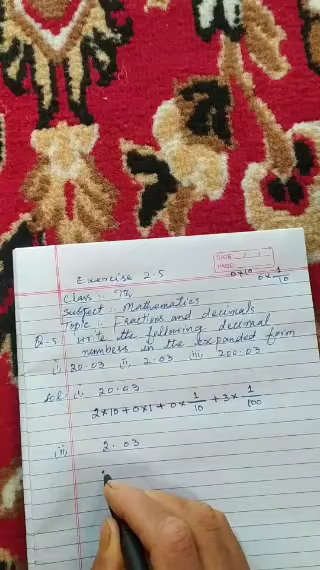 DATE / /
PAGE
0×10 0×1/10
Exercise 2.5
Class : 7th
Subject : Mathematics
Topic : Fractions and decimals
Q.5 Write the following decimal
numbers in the expanded form
i, 20.03 ii, 2.03 iii, 200.03
Sol i, 20.03
2×10+0×1+0×1/10+3×1/100
ii, 2.03